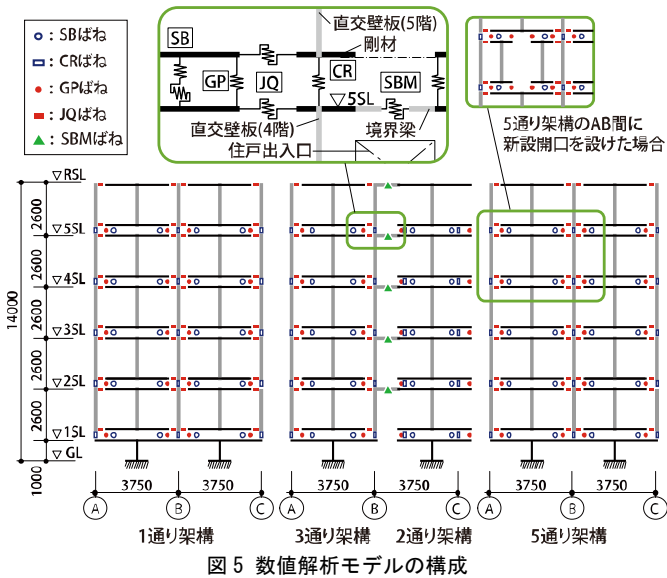 ：SBばね
：CRばね
：GPばね
：JQばね
：SBMばね
直交壁板(5階)
剛材
SB
GP
JQ
CR
SBM
▽5SL
直交壁板(4階)
境界梁
住戸出入口
5通り架構のAB間に
新設開口を設けた場合
▽RSL
▽5SL
▽4SL
▽3SL
▽2SL
▽1SL
▽GL
14000
2600
2600
2600
2600
2600
1000
3750 3750 3750 3750 3750 3750
A B C A B C A B C
1通り架構 3通り架構 2通り架構 5通り架構
図5 数値解析モデルの構成